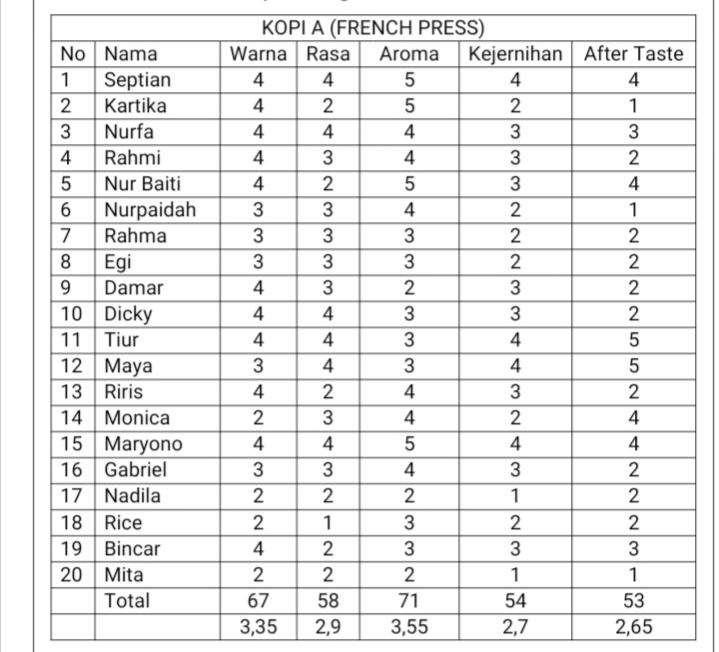 KOPI A (FRENCH PRESS)
No Nama Warna Rasa Aroma Kejernihan After Taste
1 Septian 4 4 5 4 4
2 Kartika 4 2 5 2 1
3 Nurfa 4 4 4 3 3
4 Rahmi 4 3 4 3 2
5 Nur Baiti 4 2 5 3 4
6 Nurpaidah 3 3 4 2 1
7 Rahma 3 3 3 2 2
8 Egi 3 3 3 2 2
9 Damar 4 3 2 3 2
10 Dicky 4 4 3 3 2
11 Tiur 4 4 3 4 5
12 Maya 3 4 3 4 5
13 Riris 4 2 4 3 2
14 Monica 2 3 4 2 4
15 Maryono 4 4 5 4 4
16 Gabriel 3 3 4 3 2
17 Nadila 2 2 2 1 2
18 Rice 2 1 3 2 2
19 Bincar 4 2 3 3 3
20 Mita 2 2 2 1 1
Total 67 58 71 54 53
3,35 2,9 3,55 2,7 2,65